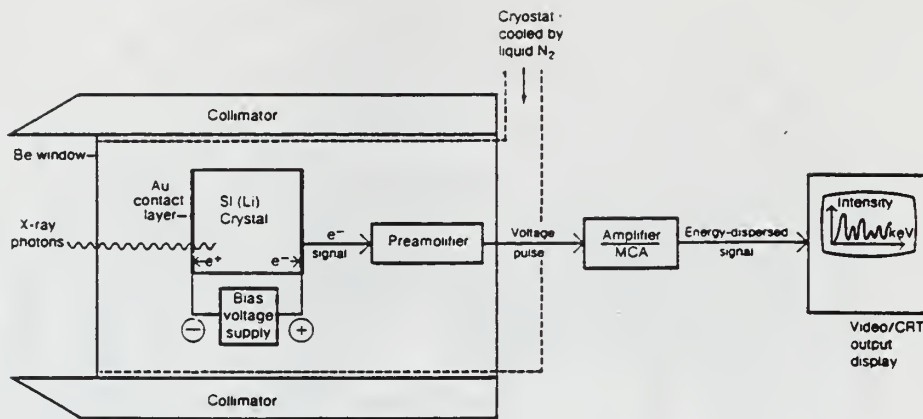 Cryostat
cooled by
liquid N2
Collimator
Be window
Au
contact
layer
SI (Li)
Crystal
X-ray
photons
e+
e−
e−
signal
Preamolifier
Voltage
pulse
Amplifier
MCA
Energy-dispersed
signal
Intensity
keV
Bias
voltage
supply
−
+
Video/CRT
output
display
Collimator